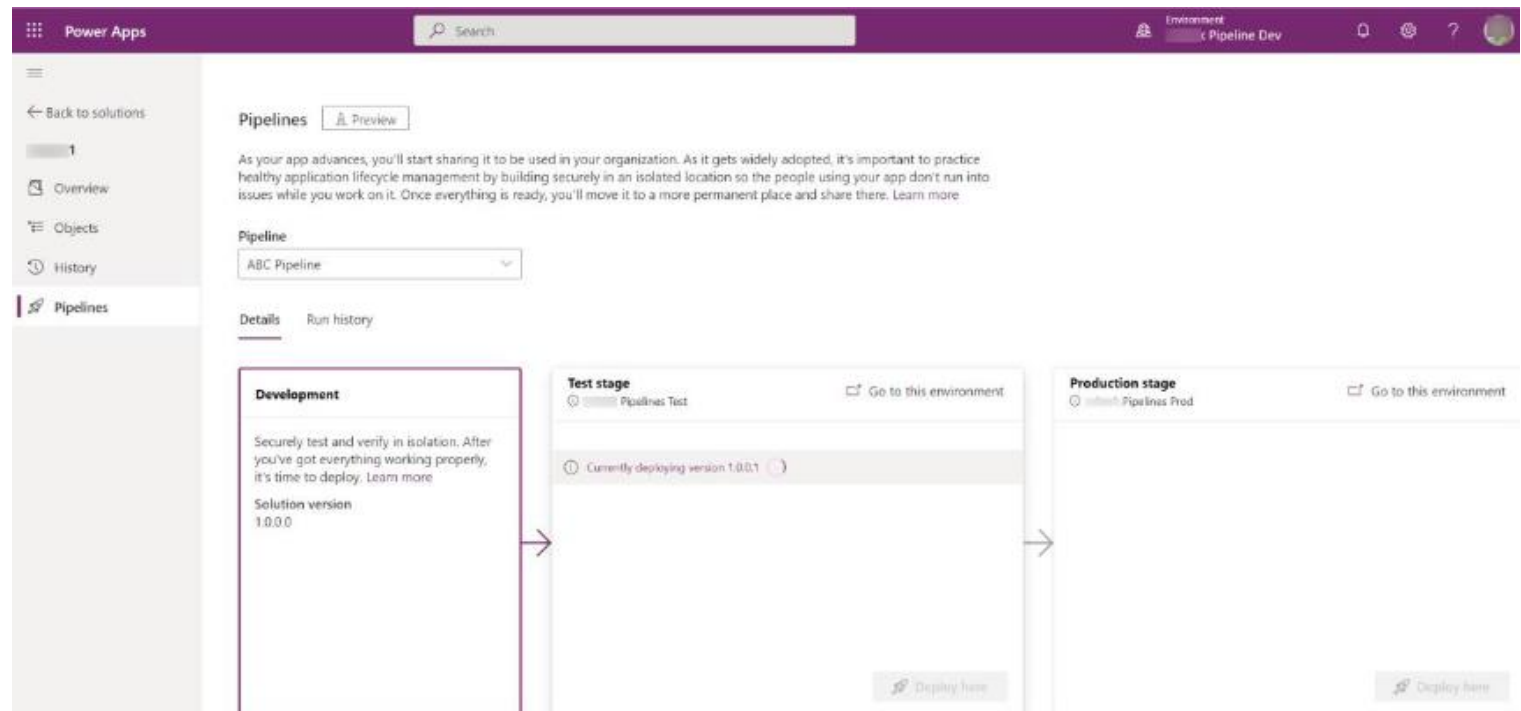 Power Apps
Search
Environment
Pipeline Dev
Back to solutions
1
Overview
Objects
History
Pipelines
Pipelines
Preview
As your app advances, you'll start sharing it to be used in your organization. As it gets widely adopted, it's important to practice
healthy application lifecycle management by building securely in an isolated location so the people using your app don't run into
issues while you work on it. Once everything is ready, you'll move it to a more permanent place and share there. Learn more
Pipeline
ABC Pipeline
Details Run history
Development
Securely test and verify in isolation. After
you've got everything working properly,
it's time to deploy. Learn more
Solution version
1.0.0.0
Test stage
Pipelines Test
Go to this environment
Currently deploying version 1.0.0.1
Deploy here
Production stage
Pipelines Prod
Go to this environment
Deploy here